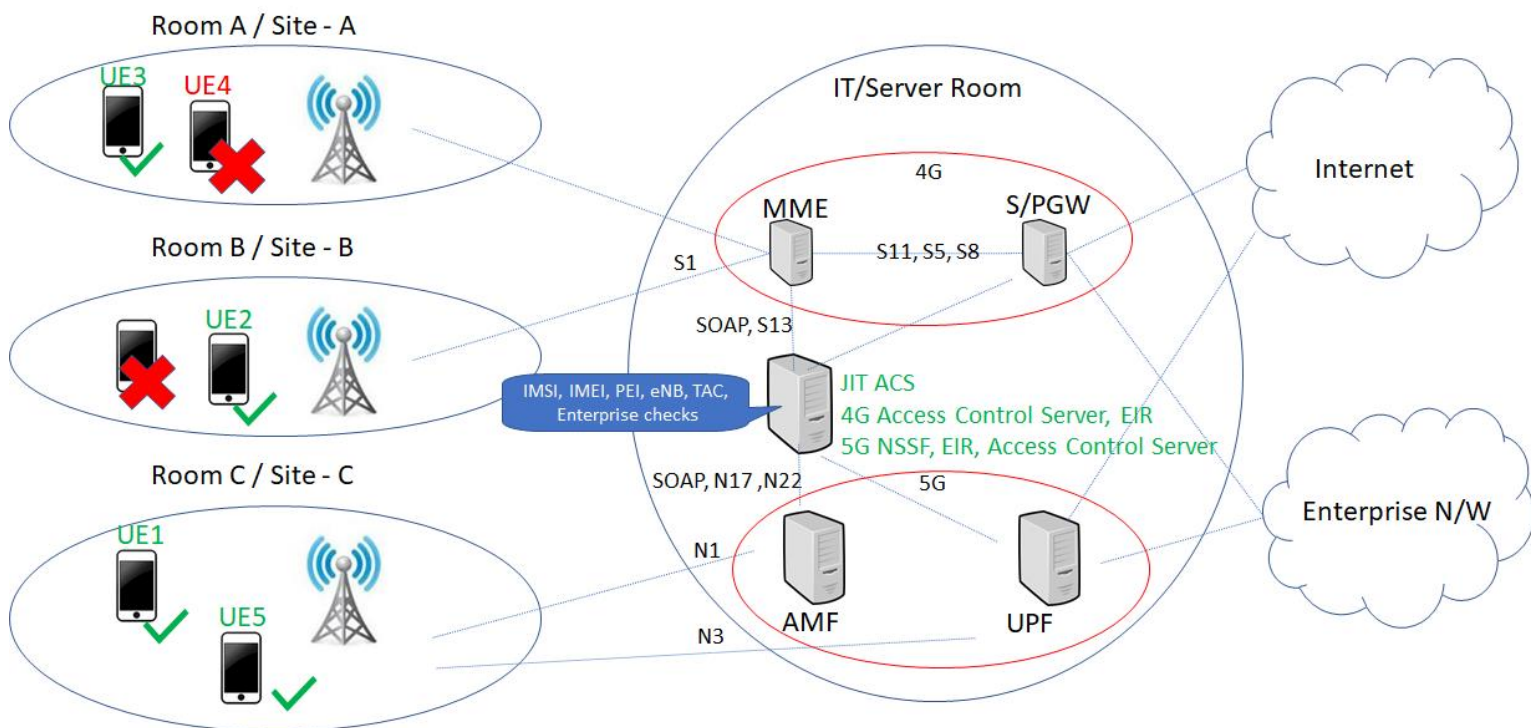 Room A / Site - A
UE3
UE4
Room B / Site - B
UE2
Room C / Site - C
UE1
UE5
S1
N1
N3
IT/Server Room
4G
MME
S/PGW
S11, S5, S8
SOAP, S13
IMSI, IMEI, PEI, eNB, TAC,
Enterprise checks
JIT ACS
4G Access Control Server, EIR
5G NSSF, EIR, Access Control Server
SOAP, N17 ,N22
5G
AMF
UPF
Internet
Enterprise N/W